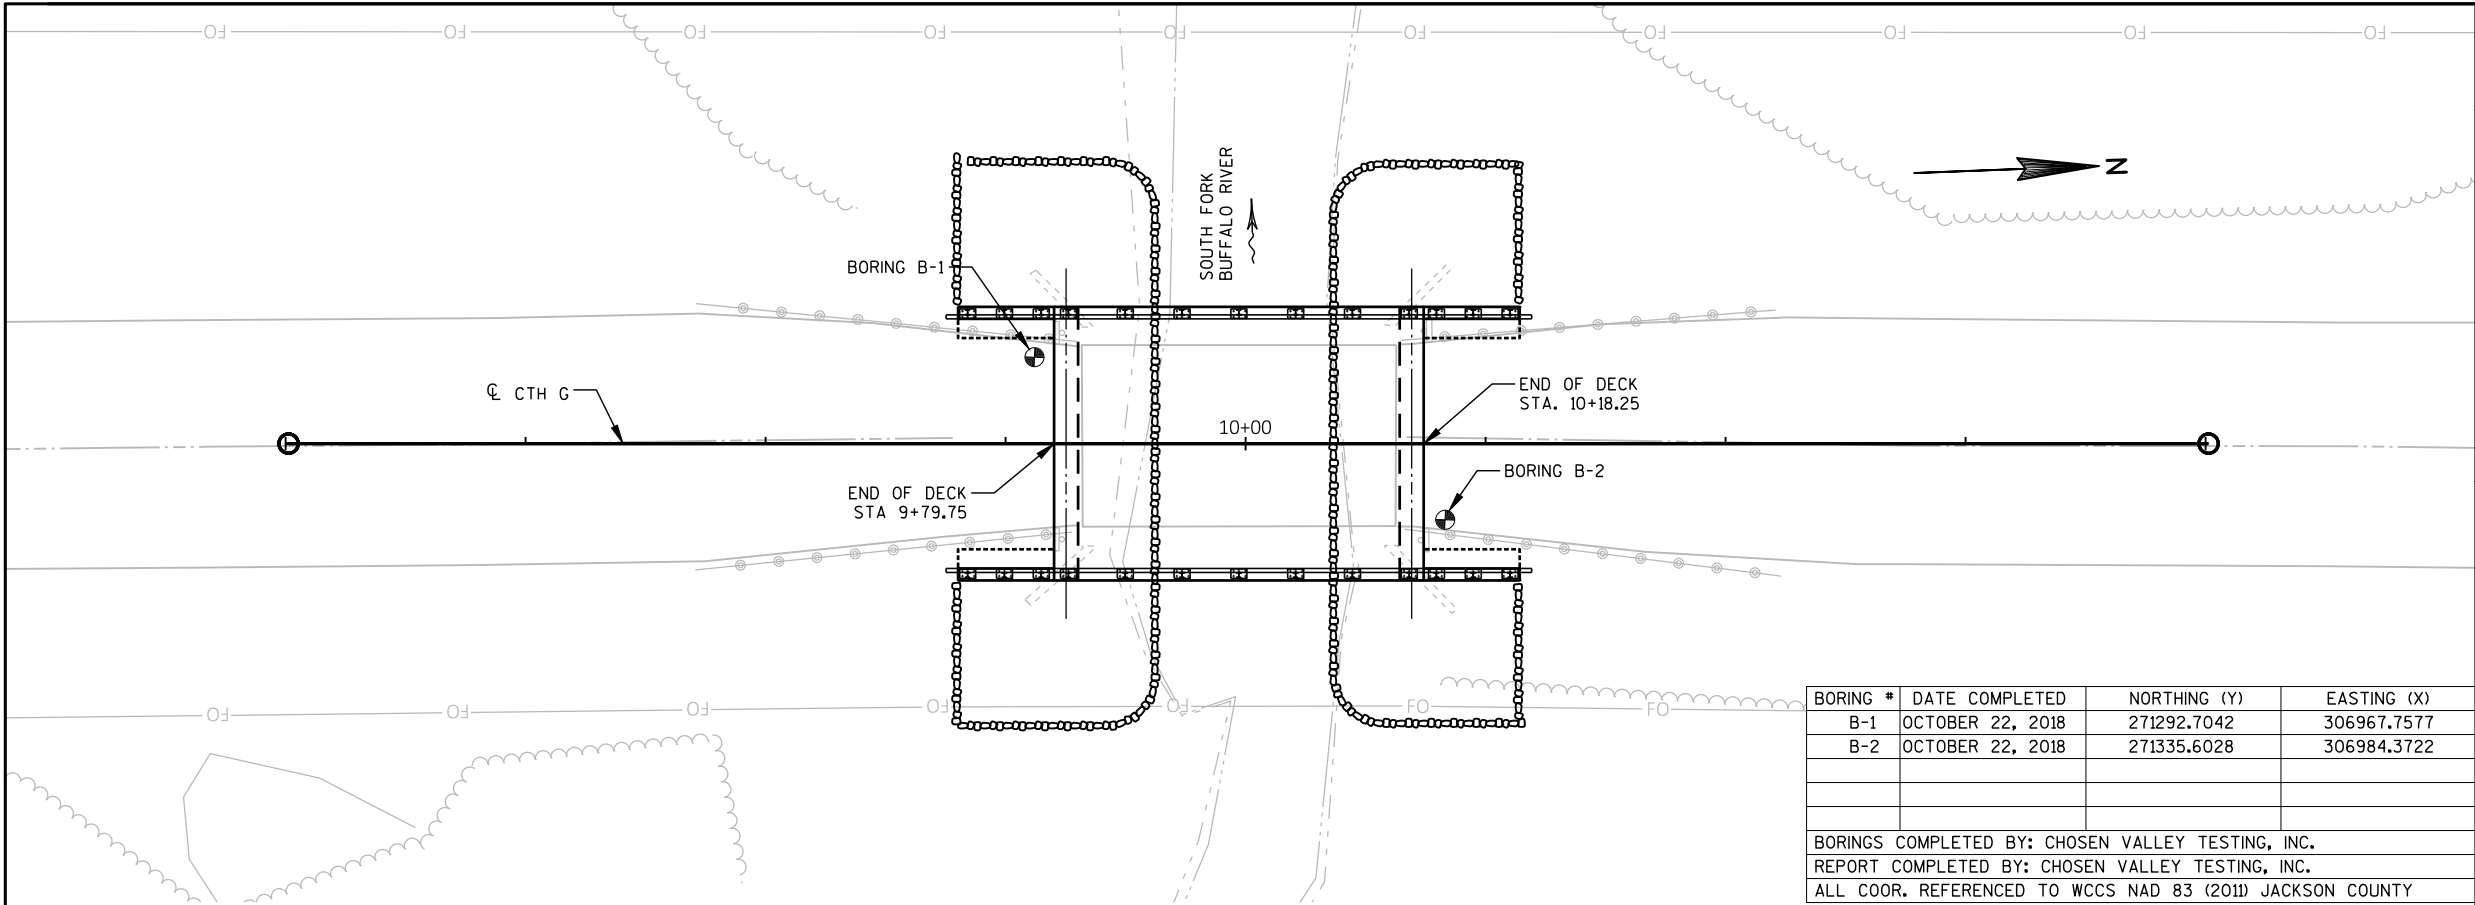 FO FO FO FO FO FO FO FO FO FO
SOUTH FORK
BUFFALO RIVER
N
BORING B-1
℄ CTH G
END OF DECK
STA. 10+18.25
10+00
BORING B-2
END OF DECK
STA 9+79.75
FO FO FO FO FO FO FO
BORING # DATE COMPLETED NORTHING (Y) EASTING (X)
B-1 OCTOBER 22, 2018 271292.7042 306967.7577
B-2 OCTOBER 22, 2018 271335.6028 306984.3722
BORINGS COMPLETED BY: CHOSEN VALLEY TESTING, INC.
REPORT COMPLETED BY: CHOSEN VALLEY TESTING, INC.
ALL COOR. REFERENCED TO WCCS NAD 83 (2011) JACKSON COUNTY